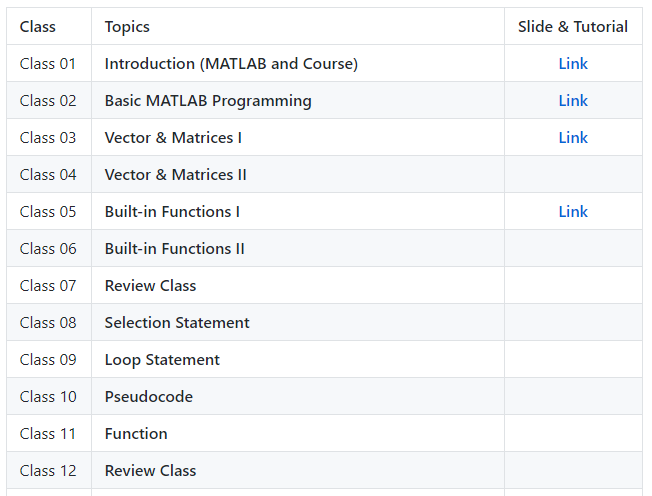 Class Topics Slide & Tutorial
Class 01 Introduction (MATLAB and Course) Link
Class 02 Basic MATLAB Programming Link
Class 03 Vector & Matrices I Link
Class 04 Vector & Matrices II
Class 05 Built-in Functions I Link
Class 06 Built-in Functions II
Class 07 Review Class
Class 08 Selection Statement
Class 09 Loop Statement
Class 10 Pseudocode
Class 11 Function
Class 12 Review Class